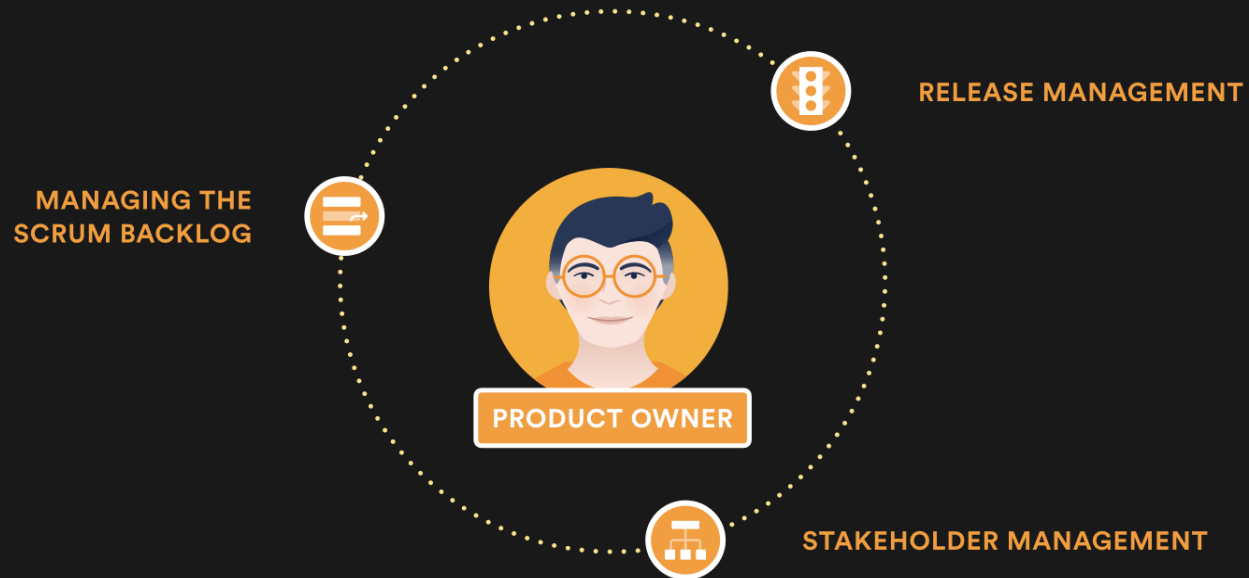 RELEASE MANAGEMENT
MANAGING THE
SCRUM BACKLOG
PRODUCT OWNER
STAKEHOLDER MANAGEMENT